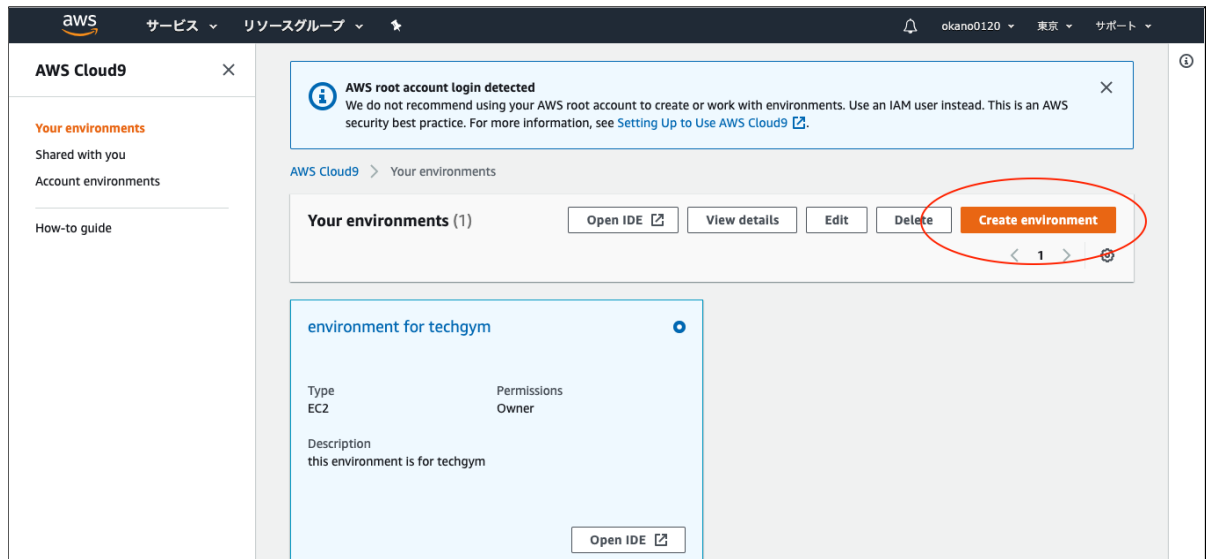 aws サービス リソースグループ okano0120 東京 サポート
AWS Cloud9
Your environments
Shared with you
Account environments
How-to guide
AWS root account login detected
We do not recommend using your AWS root account to create or work with environments. Use an IAM user instead. This is an AWS
security best practice. For more information, see Setting Up to Use AWS Cloud9.
AWS Cloud9 > Your environments
Your environments (1) Open IDE View details Edit Delete Create environment
< 1 >
environment for techgym
Type Permissions
EC2 Owner
Description
this environment is for techgym
Open IDE